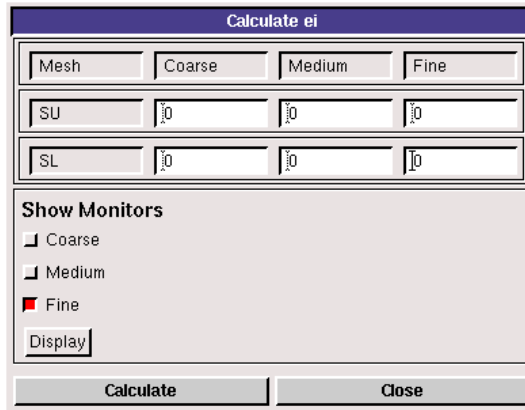 Calculate ei
Mesh Coarse Medium Fine
SU 0 0 0
SL 0 0 0
Show Monitors
Coarse
Medium
Fine
Display
Calculate Close